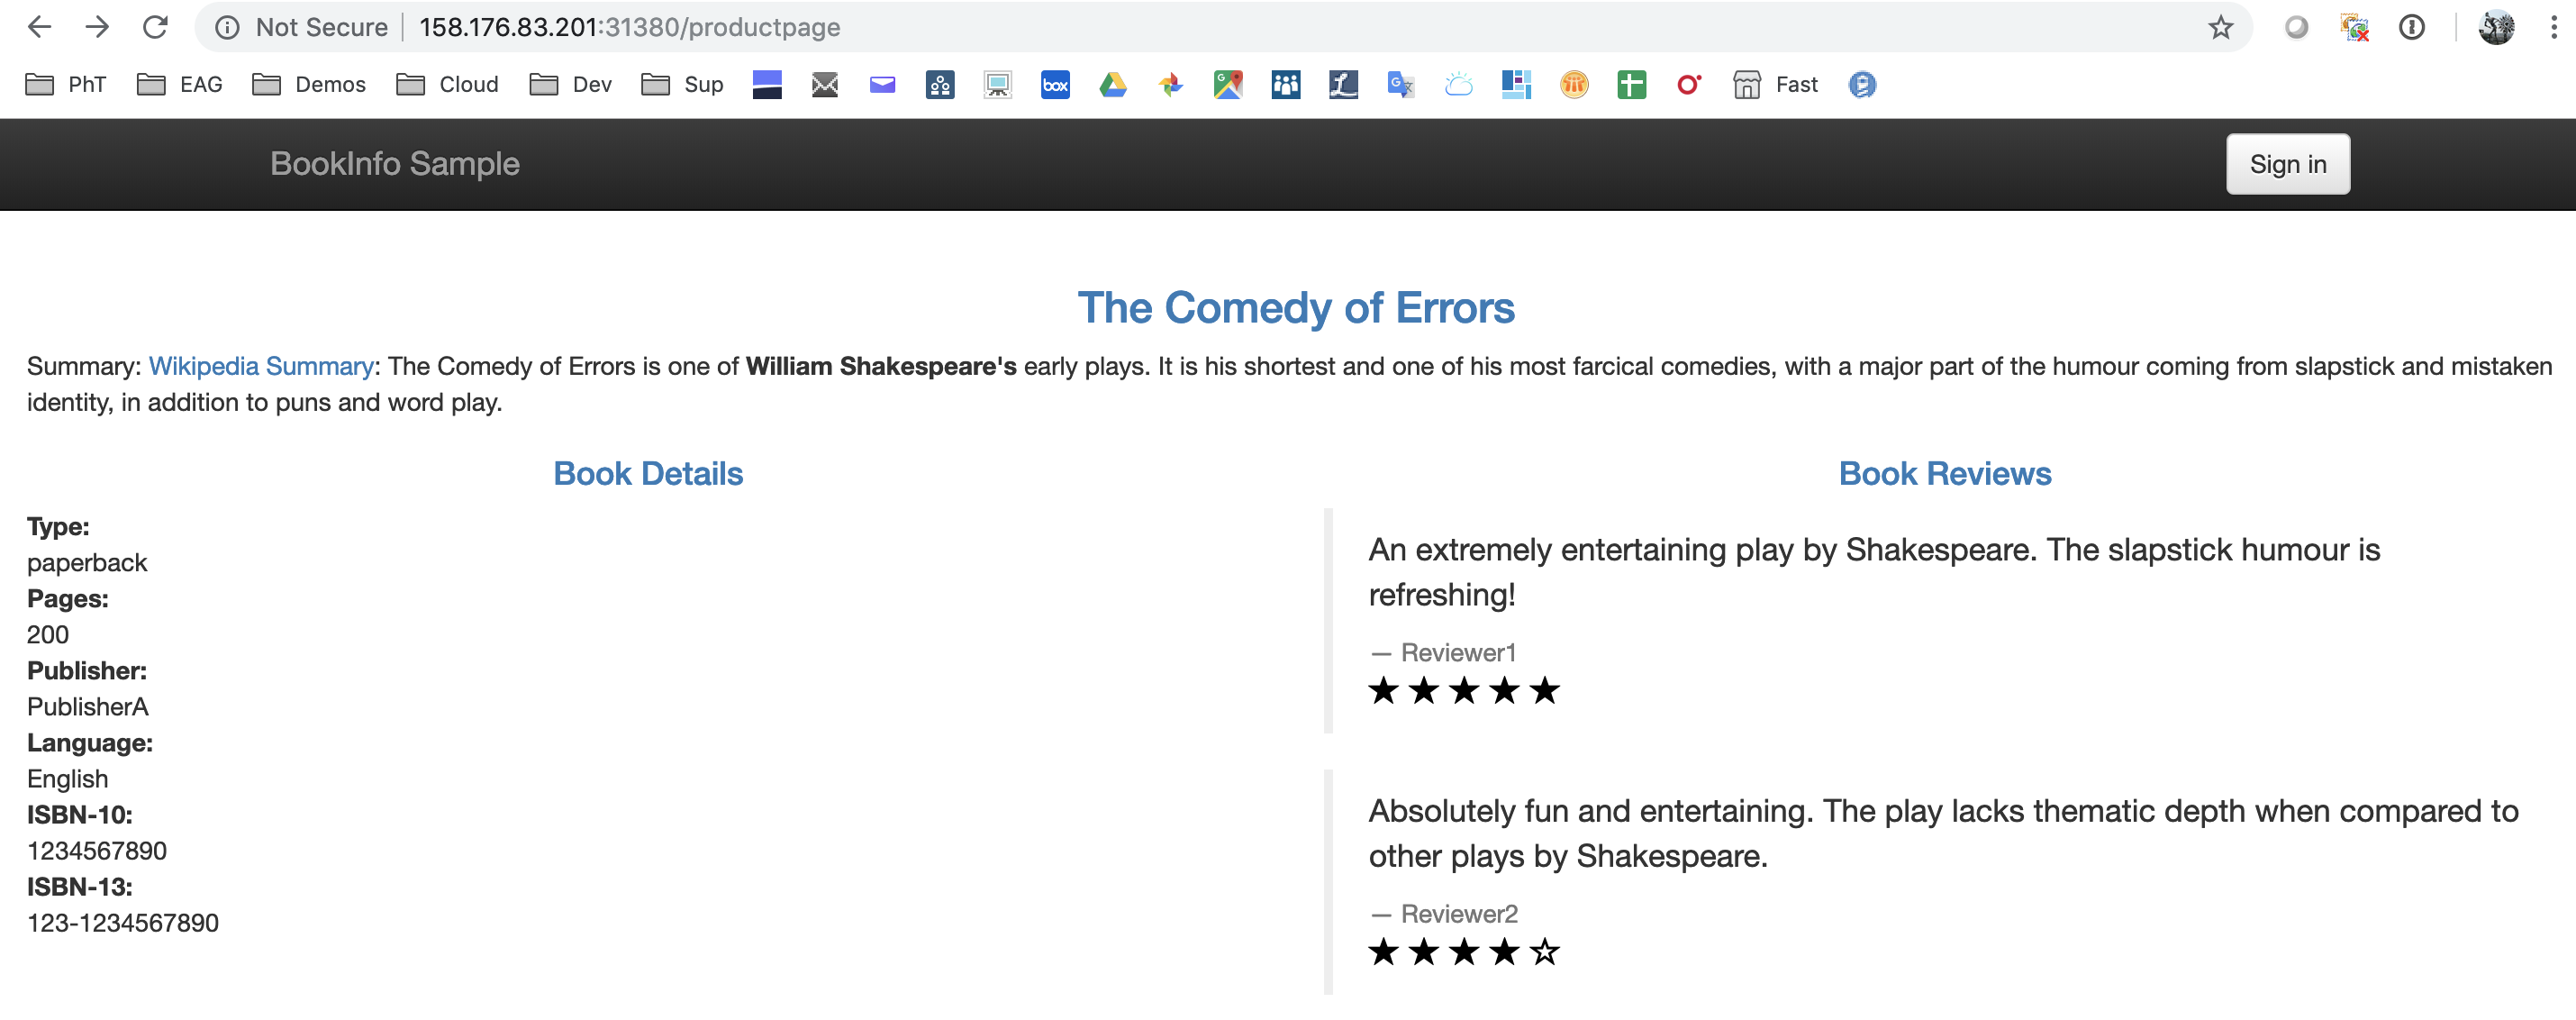 Not Secure 158.176.83.201:31380/productpage
PhT EAG Demos Cloud Dev Sup box Fast
BookInfo Sample
Sign in
The Comedy of Errors
Summary: Wikipedia Summary: The Comedy of Errors is one of William Shakespeare's early plays. It is his shortest and one of his most farcical comedies, with a major part of the humour coming from slapstick and mistaken
identity, in addition to puns and word play.
Book Details
Type:
paperback
Pages:
200
Publisher:
PublisherA
Language:
English
ISBN-10:
1234567890
ISBN-13:
123-1234567890
Book Reviews
An extremely entertaining play by Shakespeare. The slapstick humour is
refreshing!
— Reviewer1
★★★★★
Absolutely fun and entertaining. The play lacks thematic depth when compared to
other plays by Shakespeare.
— Reviewer2
★★★★☆